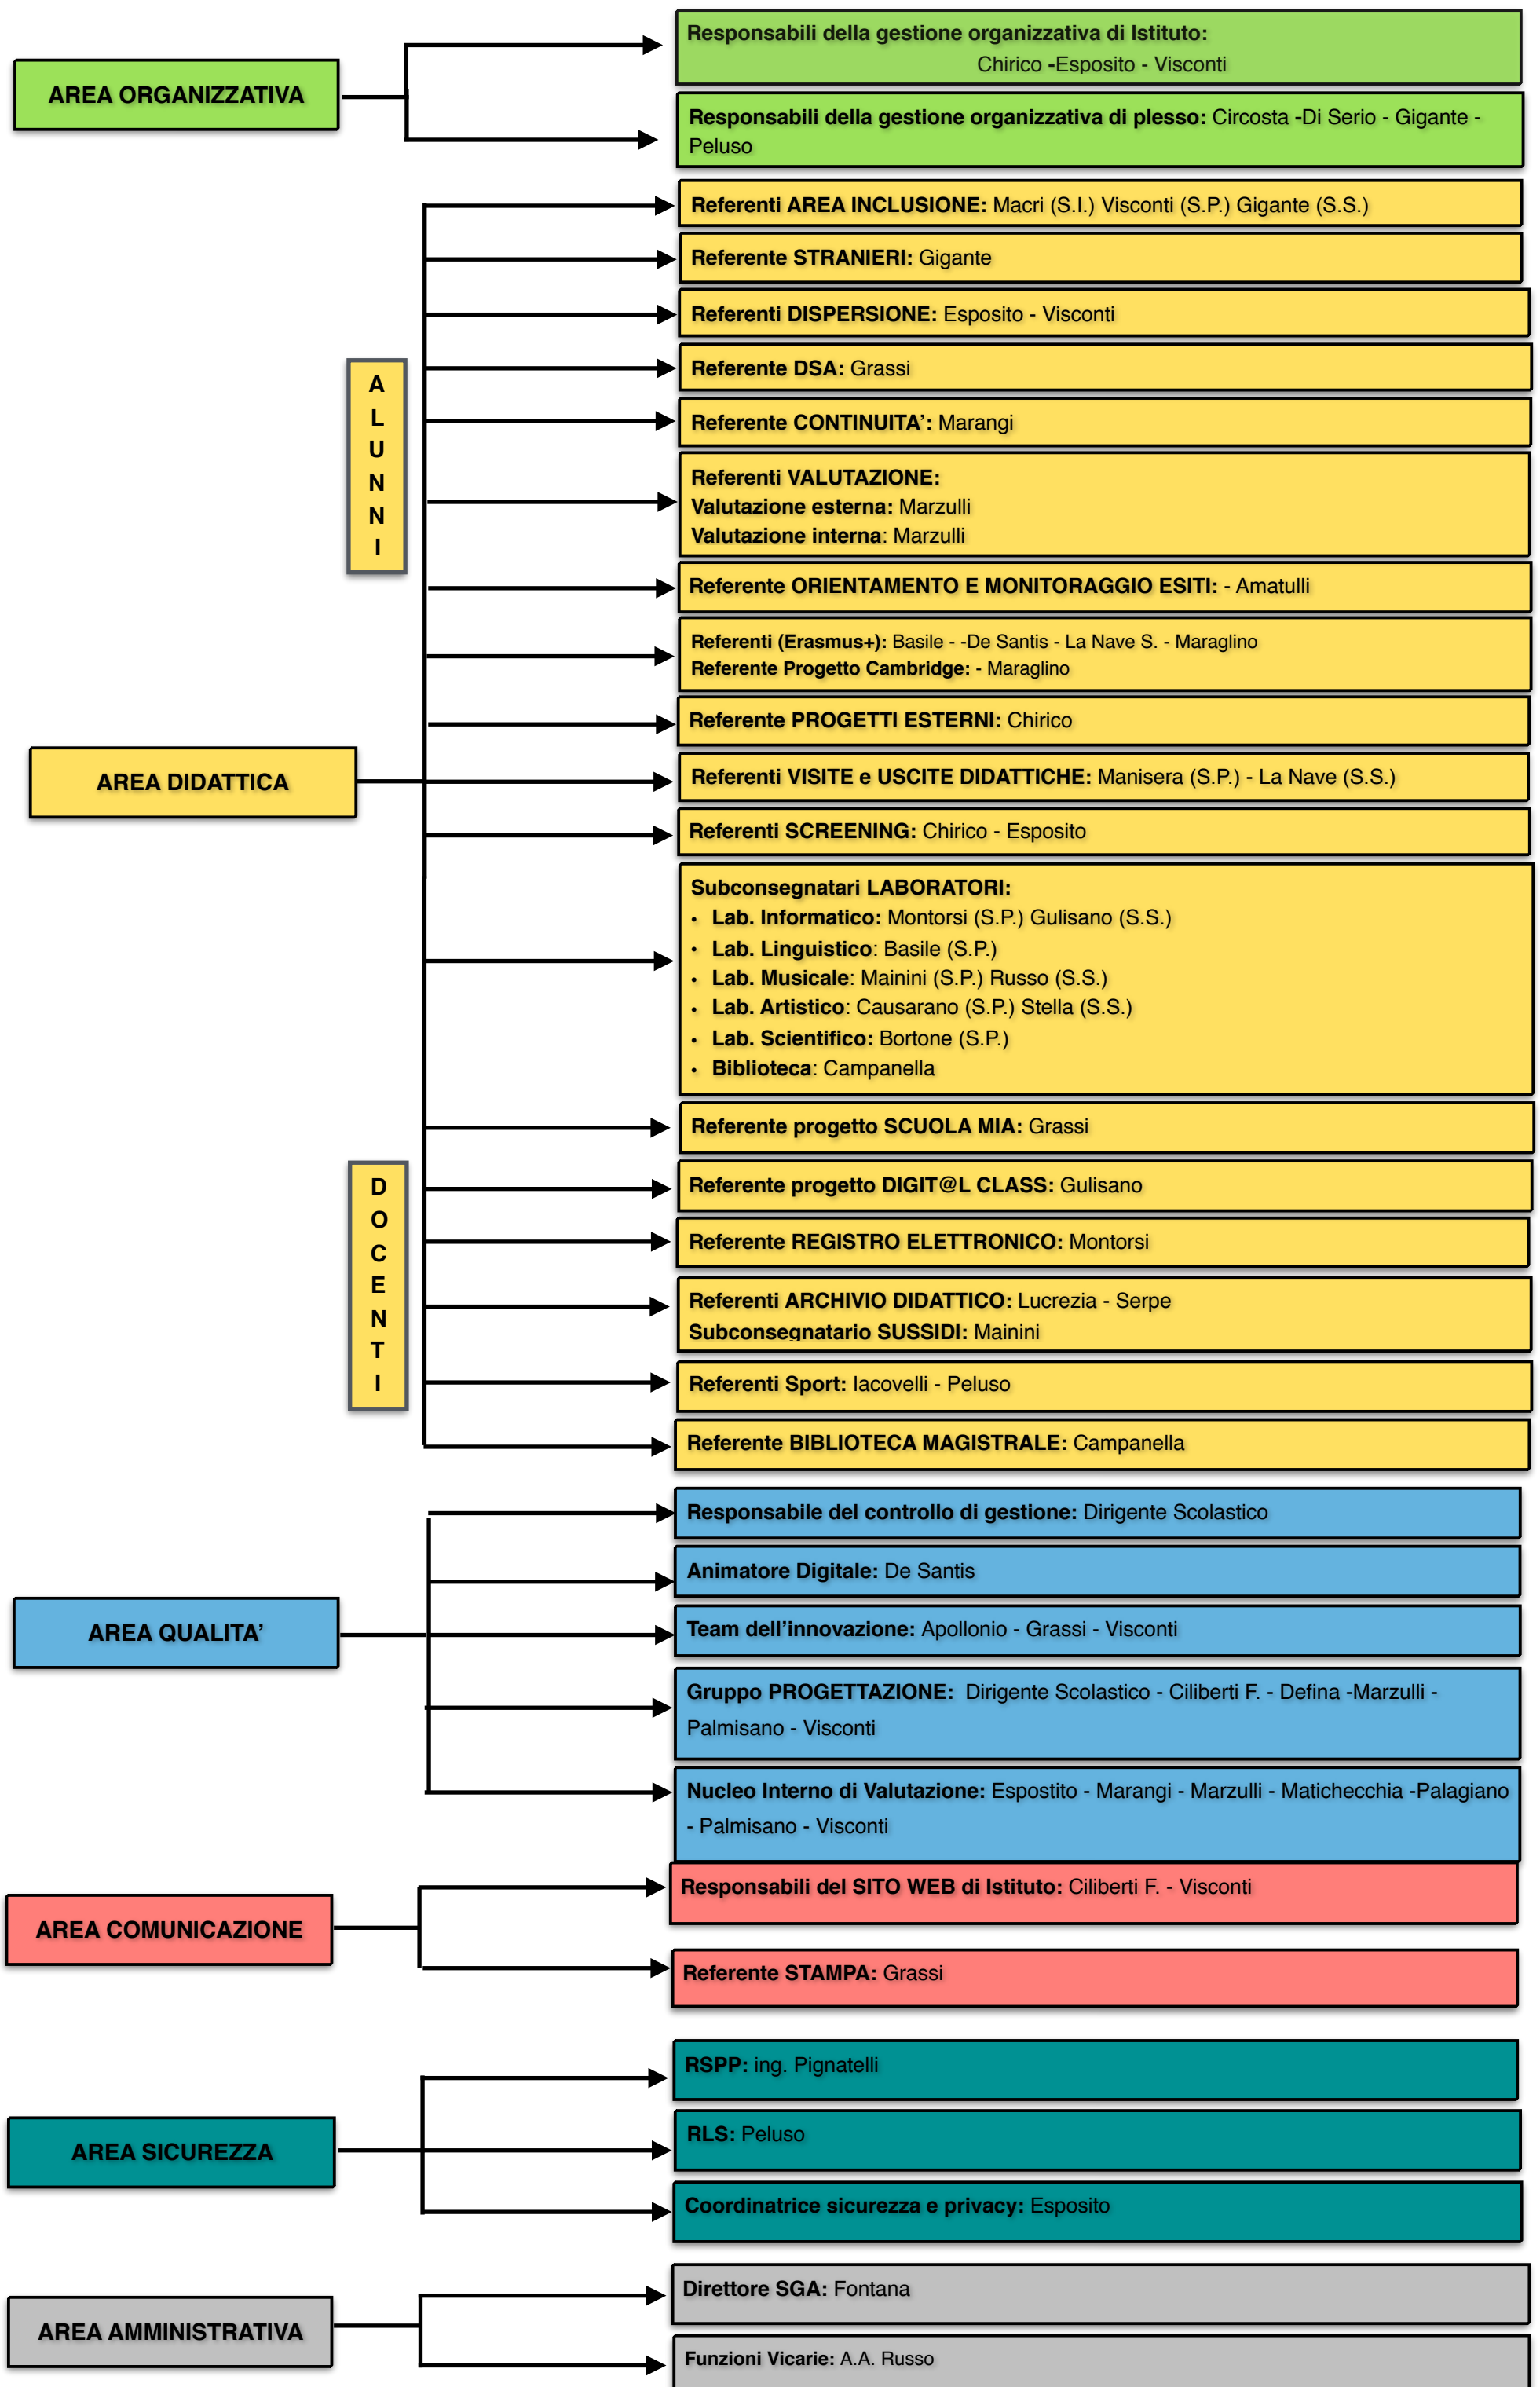 AREA ORGANIZZATIVA
Responsabili della gestione organizzativa di Istituto:
Chirico -Esposito - Visconti
Responsabili della gestione organizzativa di plesso: Circosta -Di Serio - Gigante -
Peluso
AREA DIDATTICA
A
L
U
N
N
I
Referenti AREA INCLUSIONE: Macri (S.I.) Visconti (S.P.) Gigante (S.S.)
Referente STRANIERI: Gigante
Referenti DISPERSIONE: Esposito - Visconti
Referente DSA: Grassi
Referente CONTINUITA’: Marangi
Referenti VALUTAZIONE:
Valutazione esterna: Marzulli
Valutazione interna: Marzulli
Referente ORIENTAMENTO E MONITORAGGIO ESITI: - Amatulli
Referenti (Erasmus+): Basile - -De Santis - La Nave S. - Maraglino
Referente Progetto Cambridge: - Maraglino
Referente PROGETTI ESTERNI: Chirico
Referenti VISITE e USCITE DIDATTICHE: Manisera (S.P.) - La Nave (S.S.)
Referenti SCREENING: Chirico - Esposito
Subconsegnatari LABORATORI:
• Lab. Informatico: Montorsi (S.P.) Gulisano (S.S.)
• Lab. Linguistico: Basile (S.P.)
• Lab. Musicale: Mainini (S.P.) Russo (S.S.)
• Lab. Artistico: Causarano (S.P.) Stella (S.S.)
• Lab. Scientifico: Bortone (S.P.)
• Biblioteca: Campanella
D
O
C
E
N
T
I
Referente progetto SCUOLA MIA: Grassi
Referente progetto DIGIT@L CLASS: Gulisano
Referente REGISTRO ELETTRONICO: Montorsi
Referenti ARCHIVIO DIDATTICO: Lucrezia - Serpe
Subconsegnatario SUSSIDI: Mainini
Referenti Sport: Iacovelli - Peluso
Referente BIBLIOTECA MAGISTRALE: Campanella
AREA QUALITA’
Responsabile del controllo di gestione: Dirigente Scolastico
Animatore Digitale: De Santis
Team dell’innovazione: Apollonio - Grassi - Visconti
Gruppo PROGETTAZIONE: Dirigente Scolastico - Ciliberti F. - Defina -Marzulli -
Palmisano - Visconti
Nucleo Interno di Valutazione: Espostito - Marangi - Marzulli - Matichecchia -Palagiano
- Palmisano - Visconti
AREA COMUNICAZIONE
Responsabili del SITO WEB di Istituto: Ciliberti F. - Visconti
Referente STAMPA: Grassi
AREA SICUREZZA
RSPP: ing. Pignatelli
RLS: Peluso
Coordinatrice sicurezza e privacy: Esposito
AREA AMMINISTRATIVA
Direttore SGA: Fontana
Funzioni Vicarie: A.A. Russo